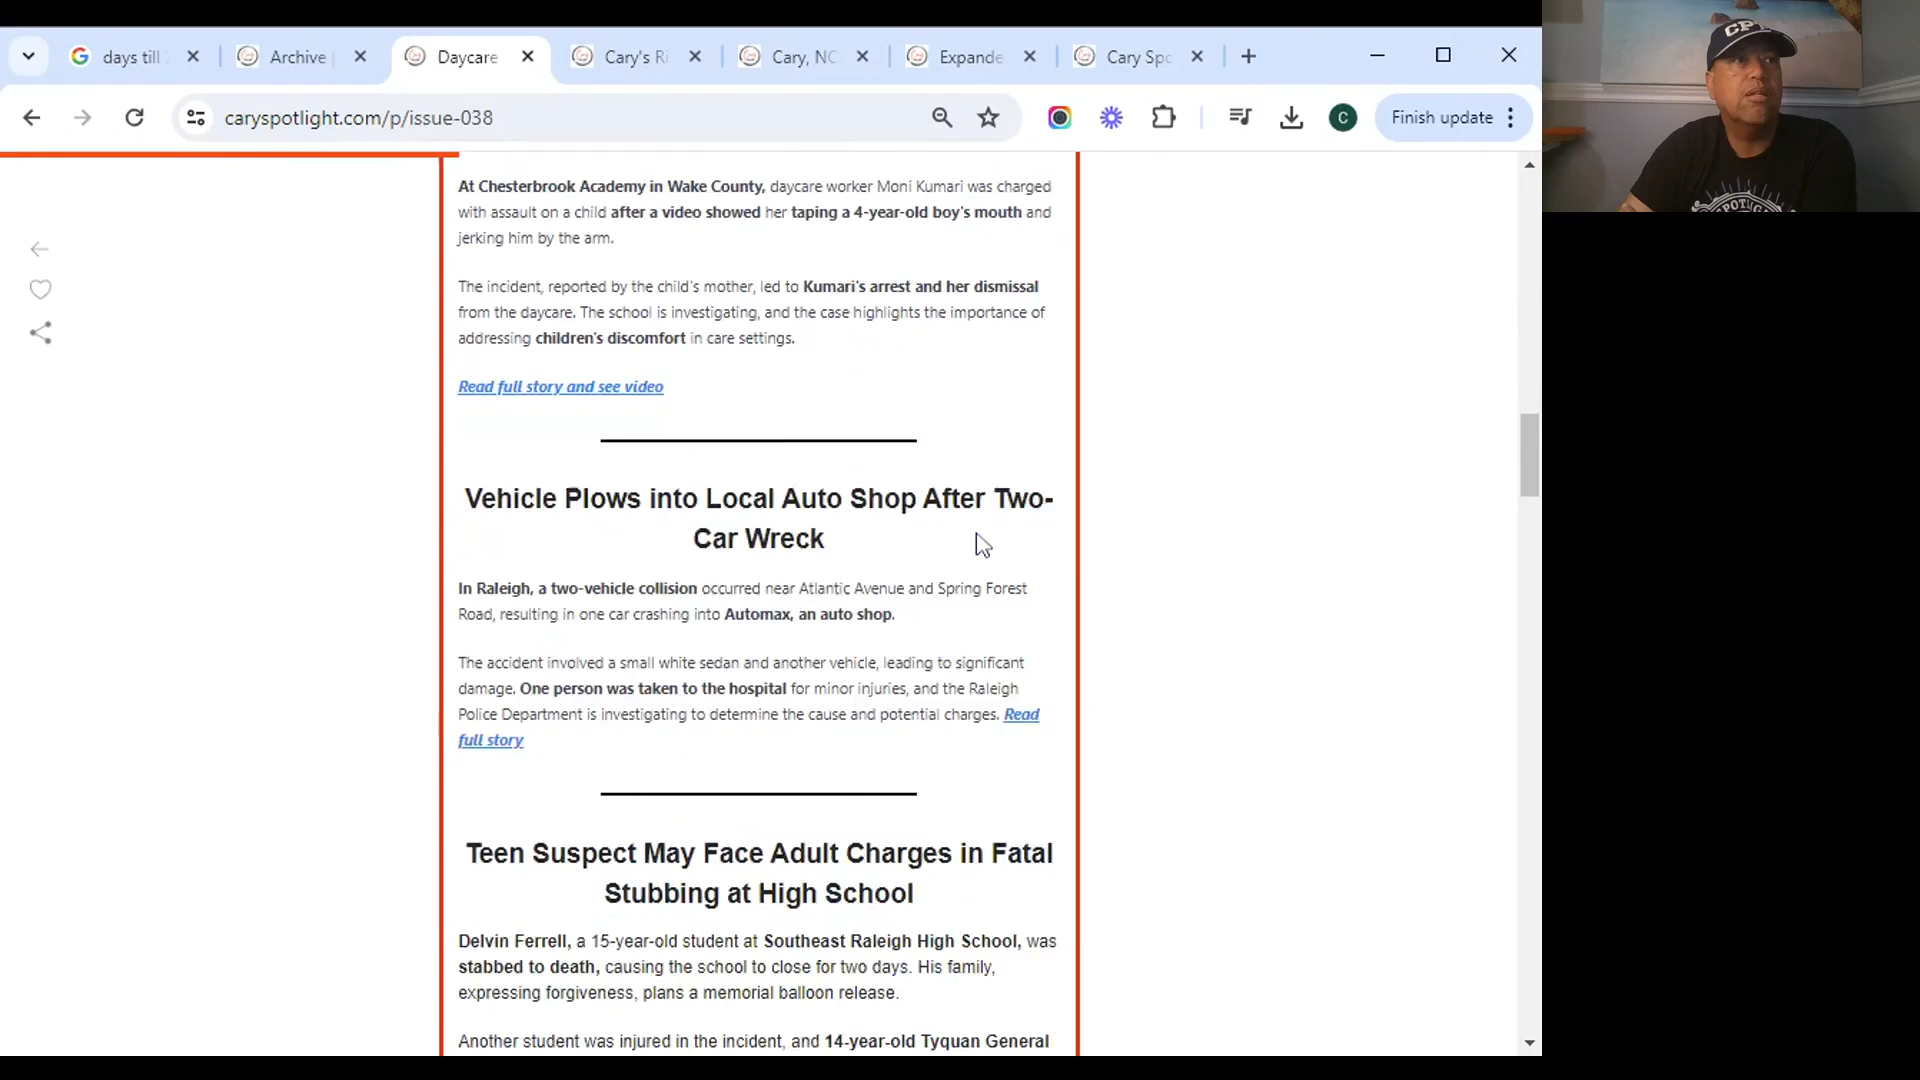 days till
Archive
Daycare
Cary's Ri
Cary, NC
Expande
Cary Spo
caryspotlight.com/p/issue-038
C
Finish update
CP
SPOTLIG
At Chesterbrook Academy in Wake County, daycare worker Moni Kumari was charged
with assault on a child after a video showed her taping a 4-year-old boy's mouth and
jerking him by the arm.
The incident, reported by the child's mother, led to Kumari's arrest and her dismissal
from the daycare. The school is investigating, and the case highlights the importance of
addressing children's discomfort in care settings.
Read full story and see video
Vehicle Plows into Local Auto Shop After Two-
Car Wreck
In Raleigh, a two-vehicle collision occurred near Atlantic Avenue and Spring Forest
Road, resulting in one car crashing into Automax, an auto shop.
The accident involved a small white sedan and another vehicle, leading to significant
damage. One person was taken to the hospital for minor injuries, and the Raleigh
Police Department is investigating to determine the cause and potential charges. Read
full story
Teen Suspect May Face Adult Charges in Fatal
Stubbing at High School
Delvin Ferrell, a 15-year-old student at Southeast Raleigh High School, was
stabbed to death, causing the school to close for two days. His family,
expressing forgiveness, plans a memorial balloon release.
Another student was injured in the incident, and 14-year-old Tyquan General